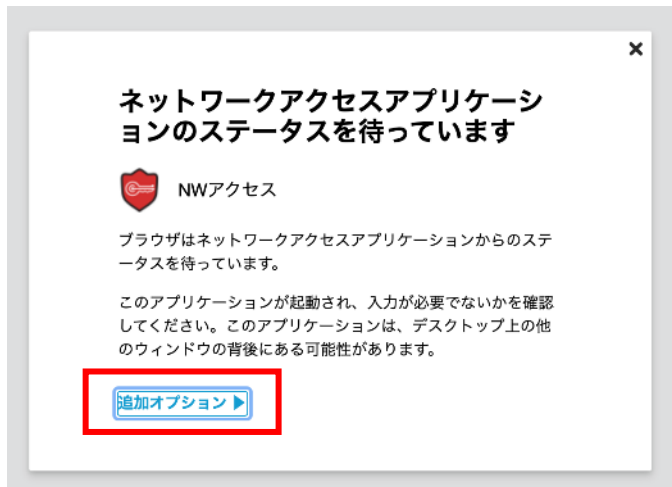 ×
ネットワークアクセスアプリケーシ
ョンのステータスを待っています
NWアクセス
ブラウザはネットワークアクセスアプリケーションからのステ
ータスを待っています。
このアプリケーションが起動され、入力が必要でないかを確認
してください。このアプリケーションは、デスクトップ上の他
のウィンドウの背後にある可能性があります。
追加オプション ▶